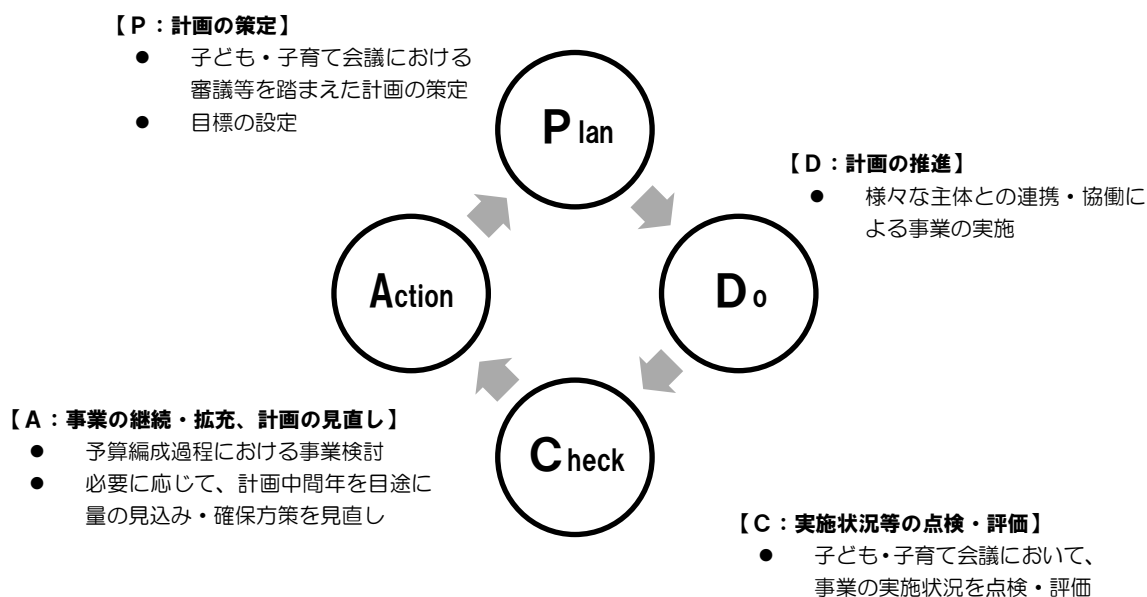 【P：計画の策定】
● 子ども・子育て会議における
審議等を踏まえた計画の策定
● 目標の設定
Plan
【D：計画の推進】
● 様々な主体との連携・協働に
よる事業の実施
Action
Do
【A：事業の継続・拡充、計画の見直し】
● 予算編成過程における事業検討
● 必要に応じて、計画中間年を目途に
量の見込み・確保方策を見直し
Check
【C：実施状況等の点検・評価】
● 子ども・子育て会議において、
事業の実施状況を点検・評価